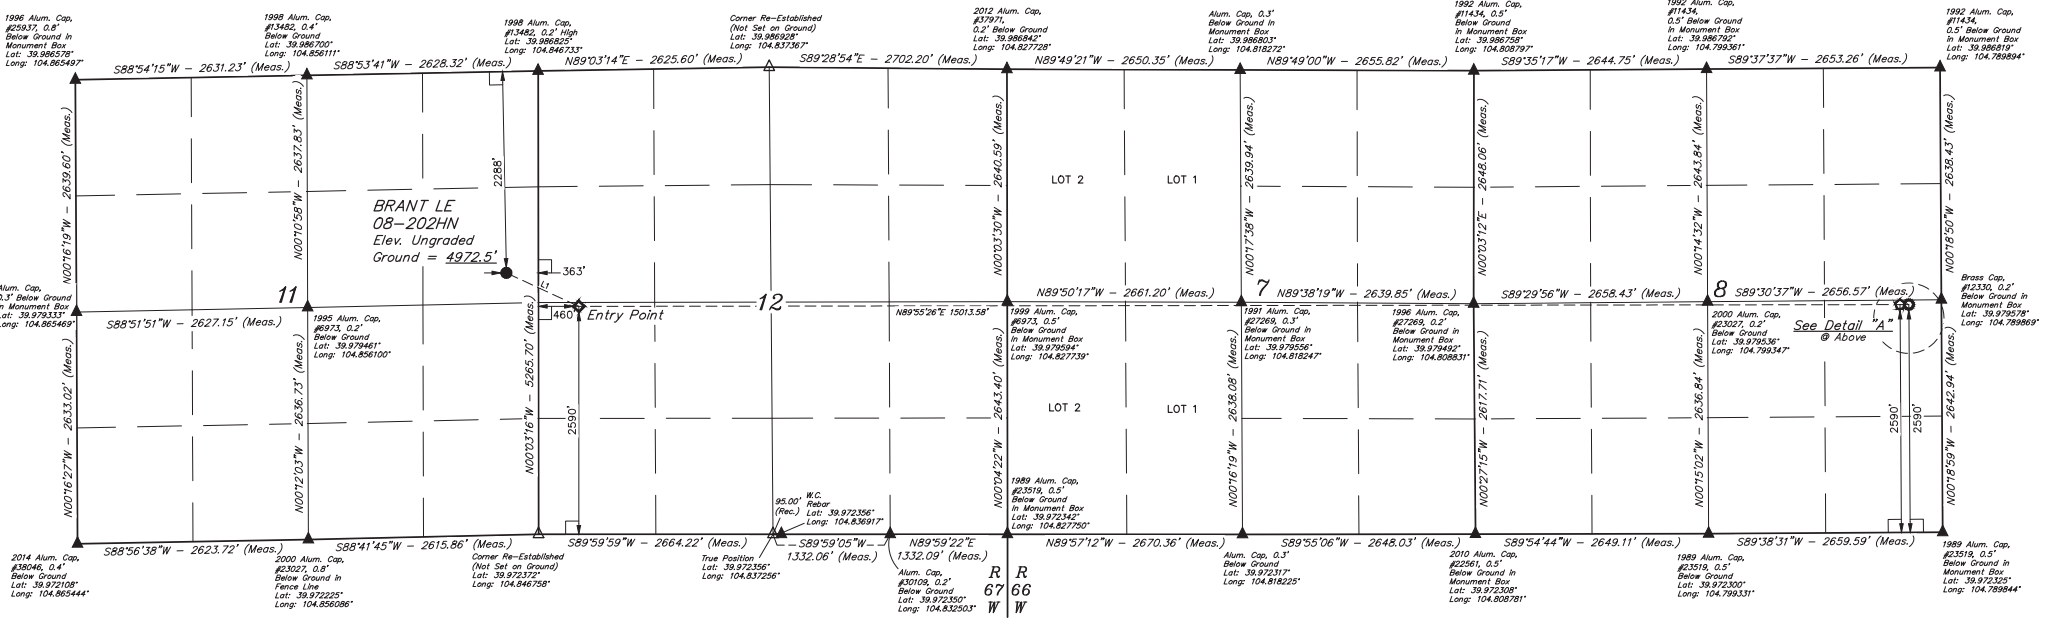 1996 Alum. Cap,
#25937, 0.8'
Below Ground in
Monument Box
Lat: 39.986578°
Long: 104.865497°
1998 Alum. Cap,
#13482, 0.4'
Below Ground
Lat: 39.986700°
Long: 104.856111°
1998 Alum. Cap,
#13482, 0.2' High
Lat: 39.986825°
Long: 104.846733°
Corner Re-Established
(Not Set on Ground)
Lat: 39.986928°
Long: 104.837367°
2012 Alum. Cap,
#37971,
0.2' Below Ground
Lat: 39.986842°
Long: 104.827728°
Alum. Cap, 0.3'
Below Ground in
Monument Box
Lat: 39.986803°
Long: 104.818272°
1992 Alum. Cap,
#11434, 0.5'
Below Ground
in Monument Box
Lat: 39.986758°
Long: 104.808797°
1992 Alum. Cap,
#11434,
0.5' Below Ground
in Monument Box
Lat: 39.986792°
Long: 104.799361°
1992 Alum. Cap,
#11434,
0.5' Below Ground
in Monument Box
Lat: 39.986819°
Long: 104.789894°
S88°54'15"W - 2631.23' (Meas.)
S88°53'41"W - 2628.32' (Meas.)
N89°03'14"E - 2625.60' (Meas.)
S89°28'54"E - 2702.20' (Meas.)
N89°49'21"W - 2650.35' (Meas.)
N89°49'00"W - 2655.82' (Meas.)
S89°35'17"W - 2644.75' (Meas.)
S89°37'37"W - 2653.26' (Meas.)
N00°16'19"W - 2639.60' (Meas.)
N00°10'58"W - 2637.83' (Meas.)
2288'
N00°03'30"W - 2640.59' (Meas.)
N00°17'38"W - 2639.94' (Meas.)
N00°03'12"E - 2648.06' (Meas.)
N00°14'32"W - 2643.84' (Meas.)
N00°18'50"W - 2638.43' (Meas.)
LOT 2
LOT 1
BRANT LE
08-202HN
Elev. Ungraded
Ground = 4972.5'
363'
L1
460'
Entry Point
11
12
7
8
N89°55'26"E 15013.58'
Alum. Cap,
0.3' Below Ground
in Monument Box
Lat: 39.979333°
Long: 104.865469°
S88°51'51"W - 2627.15' (Meas.)
1995 Alum. Cap,
#6973, 0.2'
Below Ground
Lat: 39.979461°
Long: 104.856100°
N89°50'17"W - 2661.20' (Meas.)
1999 Alum. Cap,
#6973, 0.5'
Below Ground
in Monument Box
Lat: 39.979594°
Long: 104.827739°
N89°38'19"W - 2639.85' (Meas.)
1991 Alum. Cap,
#27269, 0.3'
Below Ground in
Monument Box
Lat: 39.979556°
Long: 104.818247°
1996 Alum. Cap,
#27269, 0.2'
Below Ground in
Monument Box
Lat: 39.979492°
Long: 104.808831°
S89°29'56"W - 2658.43' (Meas.)
S89°30'37"W - 2656.57' (Meas.)
2000 Alum. Cap,
#23027, 0.2'
Below Ground
Lat: 39.979536°
Long: 104.799347°
See Detail "A"
@ Above
Brass Cap,
#12330, 0.2'
Below Ground in
Monument Box
Lat: 39.979578°
Long: 104.789869°
N00°16'27"W - 2633.02' (Meas.)
N00°12'03"W - 2636.73' (Meas.)
N00°03'16"W - 5265.70' (Meas.)
2590'
N00°04'22"W - 2643.40' (Meas.)
LOT 2
LOT 1
N00°16'19"W - 2638.08' (Meas.)
N00°27'15"W - 2617.71' (Meas.)
N00°15'02"W - 2636.84' (Meas.)
2590'
2590'
N00°18'59"W - 2642.94' (Meas.)
95.00'
(Rec.)
W.C.
Rebar
Lat: 39.972356°
Long: 104.836917°
1989 Alum. Cap,
#23519, 0.5'
Below Ground
in Monument Box
Lat: 39.972342°
Long: 104.827750°
2014 Alum. Cap,
#38046, 0.4'
Below Ground
Lat: 39.972108°
Long: 104.865444°
S88°56'38"W - 2623.72' (Meas.)
2000 Alum. Cap,
#23027, 0.8'
Below Ground in
Fence Line
Lat: 39.972225°
Long: 104.856086°
S88°41'45"W - 2615.86' (Meas.)
Corner Re-Established
(Not Set on Ground)
Lat: 39.972372°
Long: 104.846758°
S89°59'59"W - 2664.22' (Meas.)
True Position
Lat: 39.972356°
Long: 104.837256°
S89°59'05"W
1332.06' (Meas.)
Alum. Cap,
#30109, 0.2'
Below Ground
Lat: 39.972350°
Long: 104.832503°
N89°59'22"E
1332.09' (Meas.)
R R
67 66
W W
N89°57'12"W - 2670.36' (Meas.)
Alum. Cap, 0.3'
Below Ground
Lat: 39.972317°
Long: 104.818225°
S89°55'06"W - 2648.03' (Meas.)
2010 Alum. Cap,
#22561, 0.5'
Below Ground in
Monument Box
Lat: 39.972308°
Long: 104.808781°
S89°54'44"W - 2649.11' (Meas.)
1989 Alum. Cap,
#23519, 0.5'
Below Ground
Lat: 39.972300°
Long: 104.799331°
S89°38'31"W - 2659.59' (Meas.)
1989 Alum. Cap,
#23519, 0.5'
Below Ground in
Monument Box
Lat: 39.972325°
Long: 104.789844°